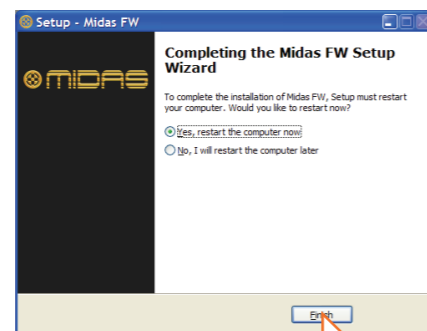 Setup - Midas FW
Completing the Midas FW Setup
Wizard
MIDAS
To complete the installation of Midas FW, Setup must restart
your computer. Would you like to restart now?
Yes, restart the computer now
No, I will restart the computer later
Finish